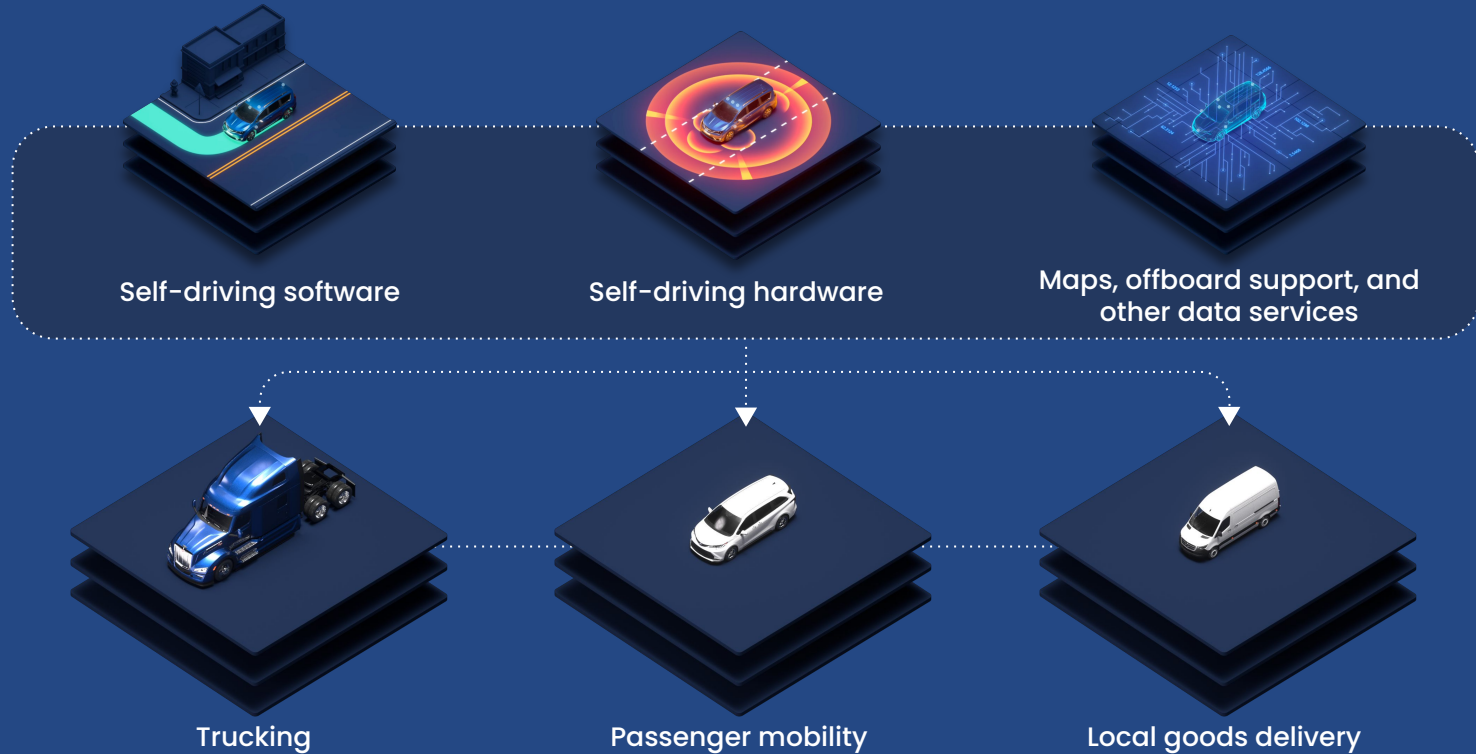 Self-driving software
Self-driving hardware
Maps, offboard support, and
other data services
Trucking
Passenger mobility
Local goods delivery